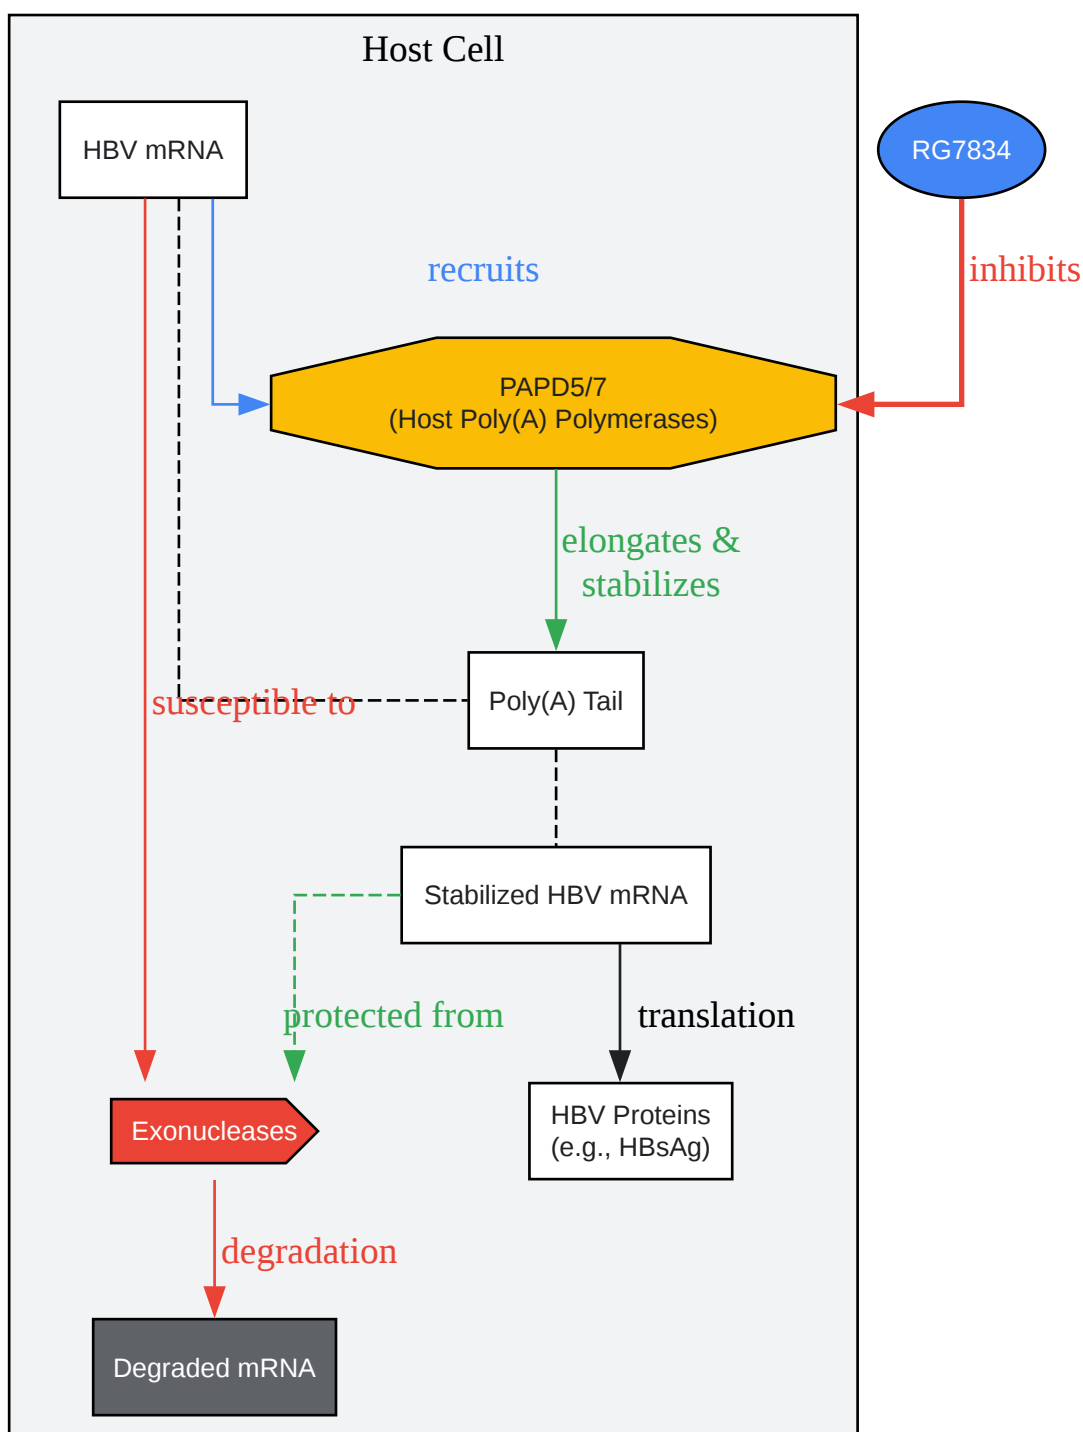 Host Cell
HBV mRNA
RG7834
recruits
inhibits
PAPD5/7
(Host Poly(A) Polymerases)
elongates &
stabilizes
susceptible to
Poly(A) Tail
Stabilized HBV mRNA
protected from
translation
Exonucleases
HBV Proteins
(e.g., HBsAg)
degradation
Degraded mRNA